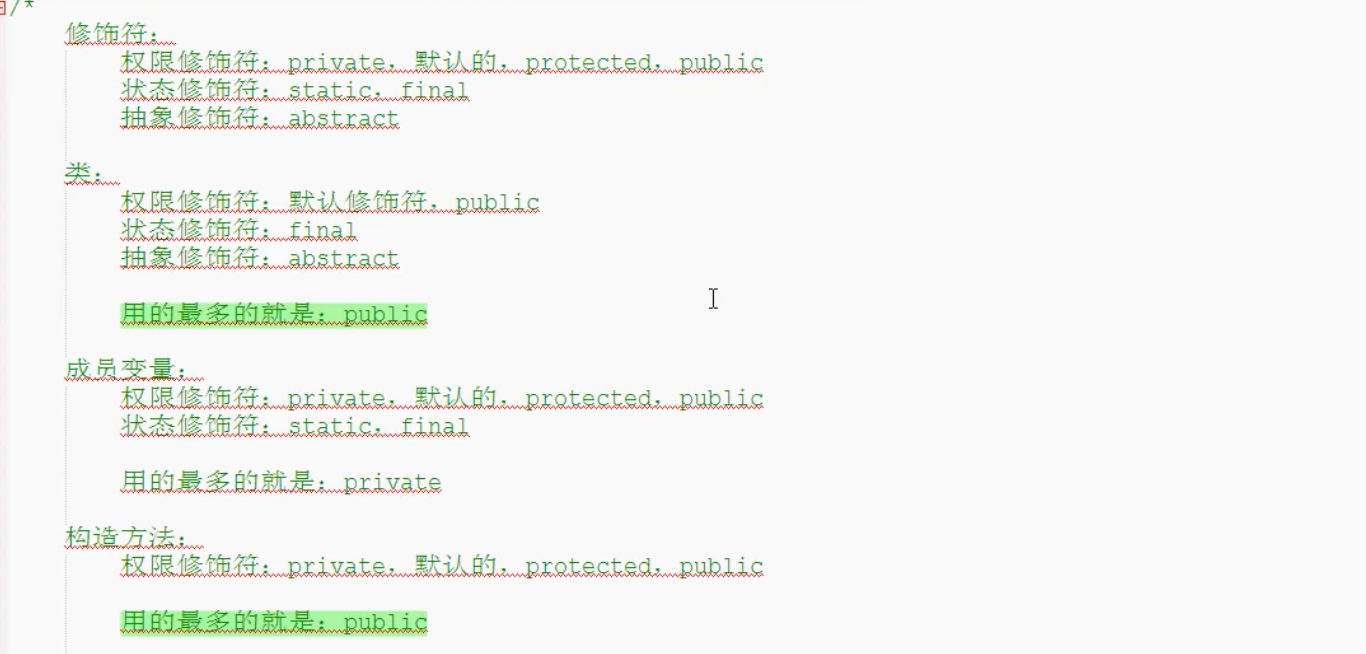 /*
修饰符：
权限修饰符：private，默认的，protected，public
状态修饰符：static，final
抽象修饰符：abstract
类：
权限修饰符：默认修饰符，public
状态修饰符：final
抽象修饰符：abstract
用的最多的就是：public
成员变量：
权限修饰符：private，默认的，protected，public
状态修饰符：static，final
用的最多的就是：private
构造方法：
权限修饰符：private，默认的，protected，public
用的最多的就是：public